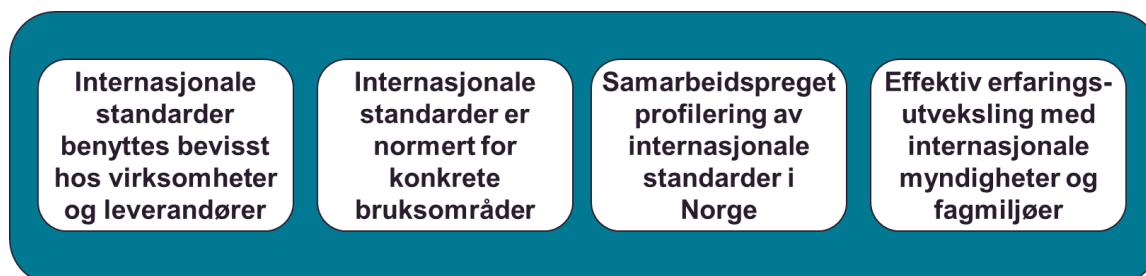 Internasjonale
standarder
benyttes bevisst
hos virksomheter
og leverandører
Internasjonale
standarder er
normert for
konkrete
bruksområder
Samarbeidspreget
profilering av
internasjonale
standarder i
Norge
Effektiv erfarings-
utveksling med
internasjonale
myndigheter og
fagmiljøer